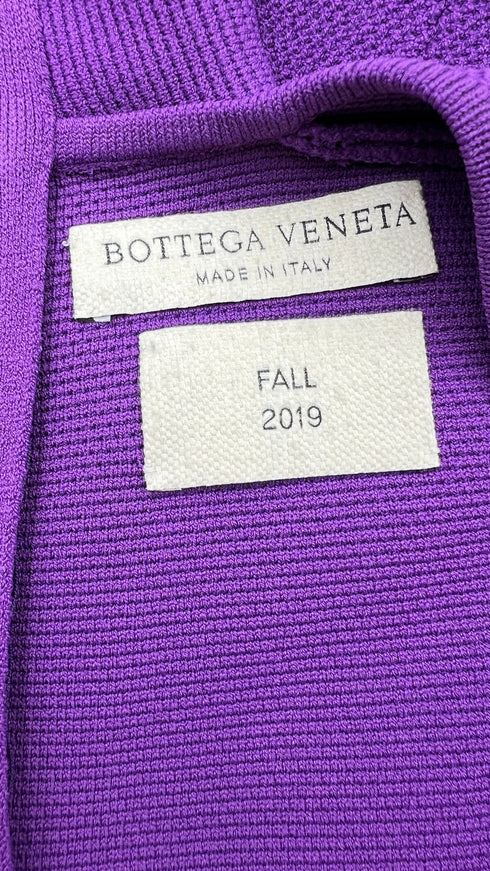 BOTTEGA VENETA
MADE IN ITALY
FALL
2019